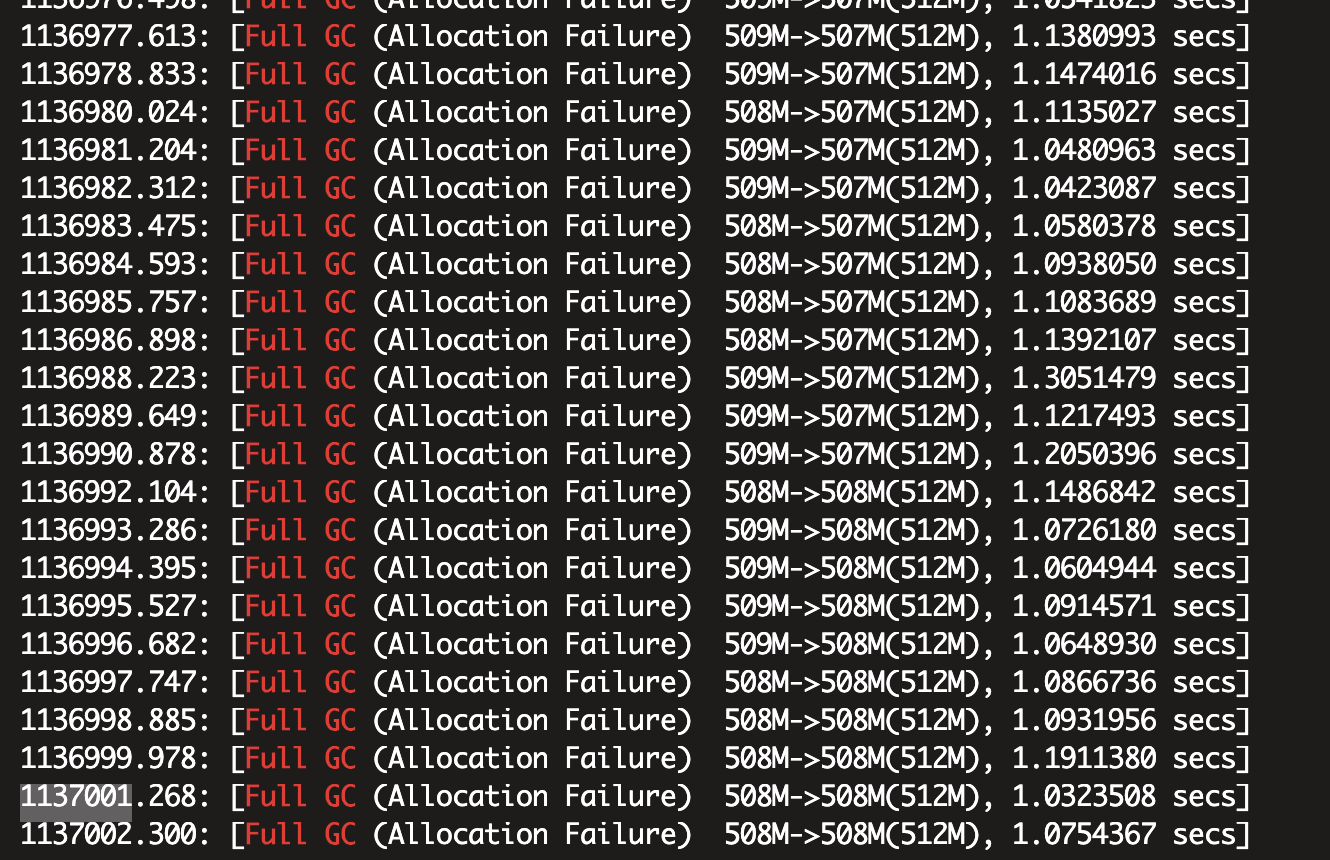 1136976.498: [Full GC (Allocation Failure)  509M->507M(512M), 1.0541823 secs]
1136977.613: [Full GC (Allocation Failure)  509M->507M(512M), 1.1380993 secs]
1136978.833: [Full GC (Allocation Failure)  509M->507M(512M), 1.1474016 secs]
1136980.024: [Full GC (Allocation Failure)  508M->507M(512M), 1.1135027 secs]
1136981.204: [Full GC (Allocation Failure)  509M->507M(512M), 1.0480963 secs]
1136982.312: [Full GC (Allocation Failure)  509M->507M(512M), 1.0423087 secs]
1136983.475: [Full GC (Allocation Failure)  508M->507M(512M), 1.0580378 secs]
1136984.593: [Full GC (Allocation Failure)  508M->507M(512M), 1.0938050 secs]
1136985.757: [Full GC (Allocation Failure)  508M->507M(512M), 1.1083689 secs]
1136986.898: [Full GC (Allocation Failure)  508M->507M(512M), 1.1392107 secs]
1136988.223: [Full GC (Allocation Failure)  509M->507M(512M), 1.3051479 secs]
1136989.649: [Full GC (Allocation Failure)  509M->507M(512M), 1.1217493 secs]
1136990.878: [Full GC (Allocation Failure)  509M->507M(512M), 1.2050396 secs]
1136992.104: [Full GC (Allocation Failure)  508M->508M(512M), 1.1486842 secs]
1136993.286: [Full GC (Allocation Failure)  509M->508M(512M), 1.0726180 secs]
1136994.395: [Full GC (Allocation Failure)  509M->508M(512M), 1.0604944 secs]
1136995.527: [Full GC (Allocation Failure)  509M->508M(512M), 1.0914571 secs]
1136996.682: [Full GC (Allocation Failure)  509M->508M(512M), 1.0648930 secs]
1136997.747: [Full GC (Allocation Failure)  508M->508M(512M), 1.0866736 secs]
1136998.885: [Full GC (Allocation Failure)  508M->508M(512M), 1.0931956 secs]
1136999.978: [Full GC (Allocation Failure)  508M->508M(512M), 1.1911380 secs]
1137001.268: [Full GC (Allocation Failure)  508M->508M(512M), 1.0323508 secs]
1137002.300: [Full GC (Allocation Failure)  508M->508M(512M), 1.0754367 secs]